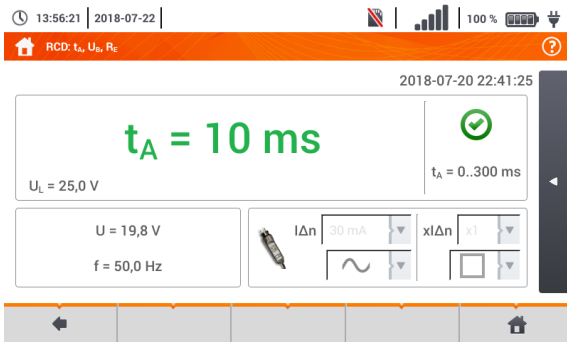 13:56:21 2018-07-22 100 %
RCD: tA, UB, RE
2018-07-20 22:41:25
tA = 10 ms
tA = 0..300 ms
UL = 25,0 V
U = 19,8 V
f = 50,0 Hz
IΔn 30 mA xIΔn x1